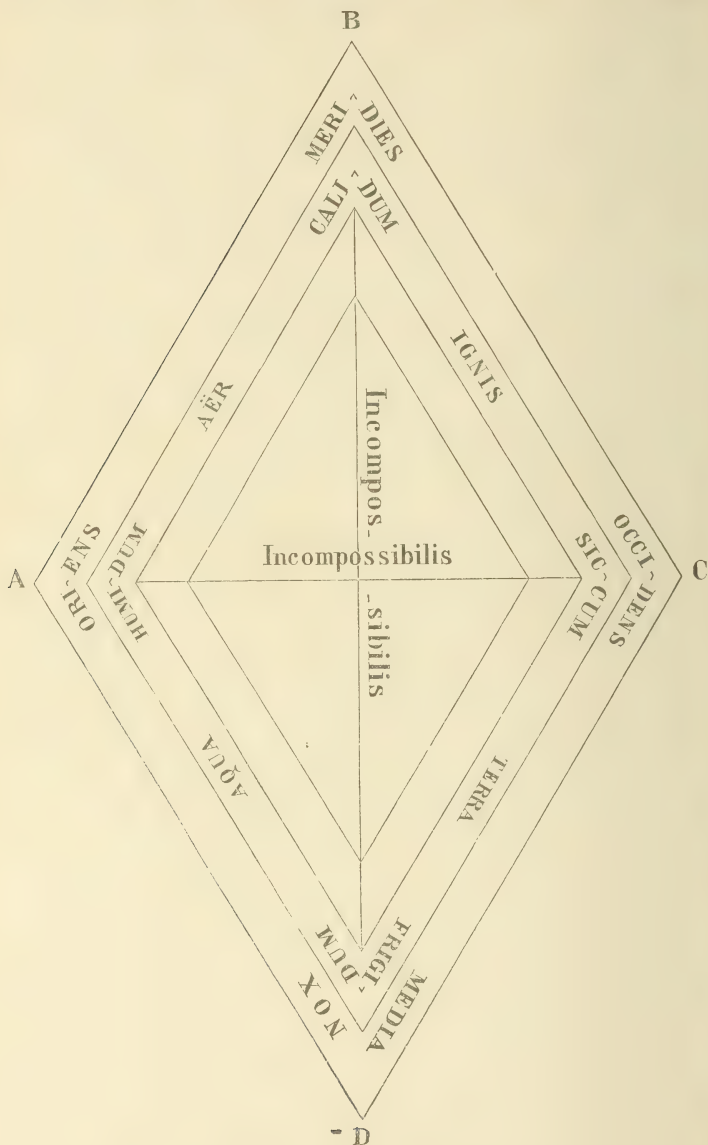 B
MERI-DIES
CALI-DUM
AËR
IGNIS
Incompos-
Incompossibilis
-sibilis
A
ORI-ENS
HUMI-DUM
SIC-CUM
OCCI-DENS
C
AQUA
TERRA
FRIGI-DUM
MEDIA
NOX
D